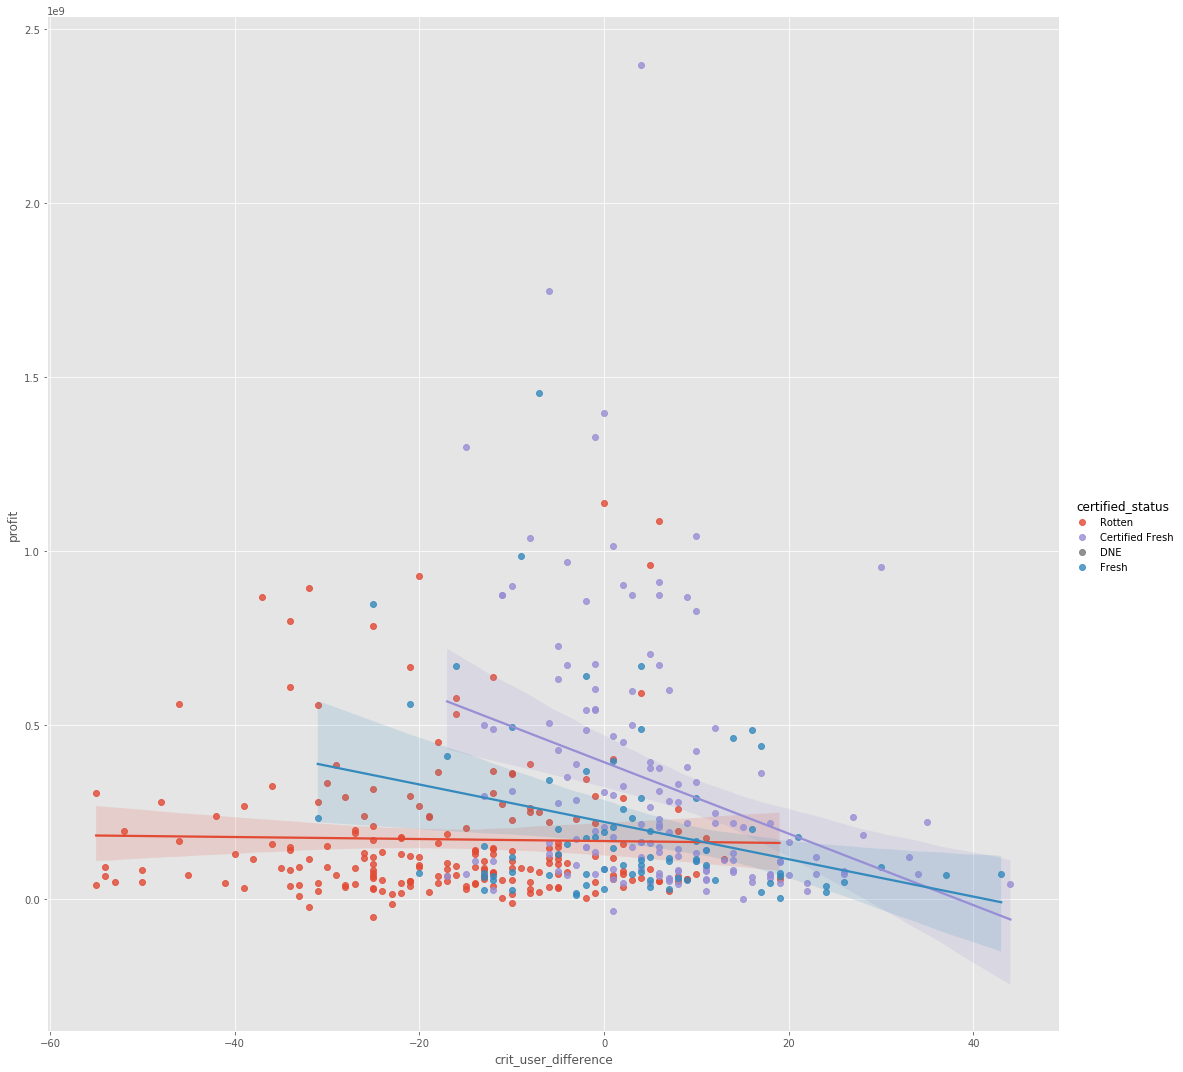 1e9
2.5
2.0
1.5
1.0
0.5
0.0
profit
−60
−40
−20
0
20
40
crit_user_difference
certified_status
Rotten
Certified Fresh
DNE
Fresh